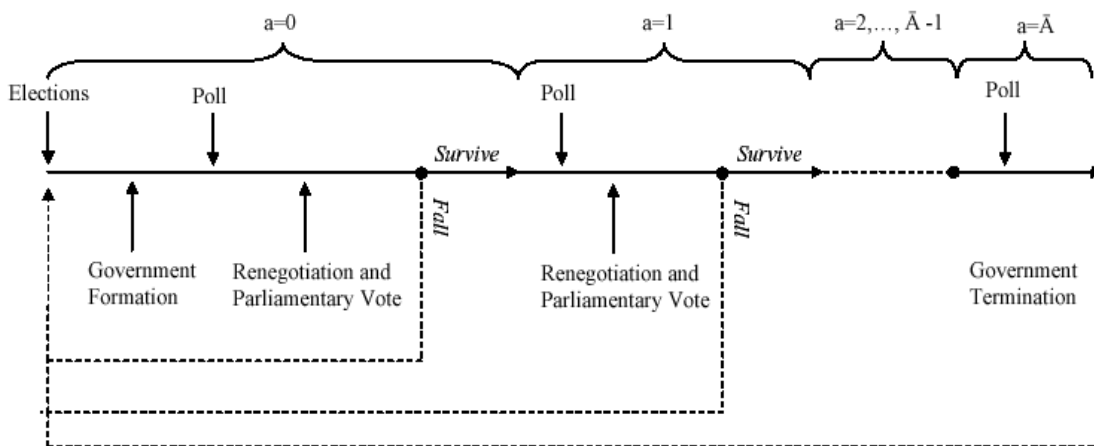 a=0
a=1
a=2,..., Ā -1
a=Ā
Elections
Poll
Poll
Poll
Survive
Survive
Fall
Fall
Government
Formation
Renegotiation and
Parliamentary Vote
Renegotiation and
Parliamentary Vote
Government
Termination